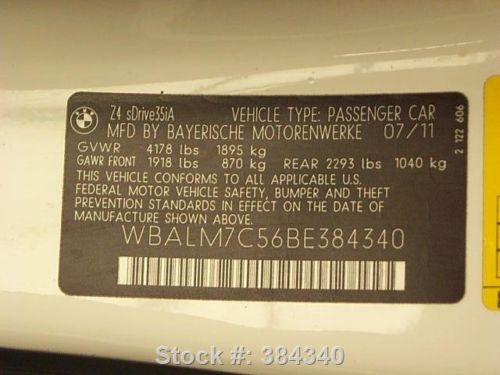 BMW
Z4 sDrive35iA VEHICLE TYPE: PASSENGER CAR
MFD BY BAYERISCHE MOTORENWERKE 07/11
GVWR 4178 lbs 1895 kg
GAWR FRONT 1918 lbs 870 kg REAR 2293 lbs 1040 kg
THIS VEHICLE CONFORMS TO ALL APPLICABLE U.S.
FEDERAL MOTOR VEHICLE SAFETY, BUMPER AND THEFT
PREVENTION STANDARDS IN EFFECT ON THE DATE OF
MANUFACTURE SHOWN ABOVE.
WBALM7C56BE384340
2 122 606
Stock #: 384340